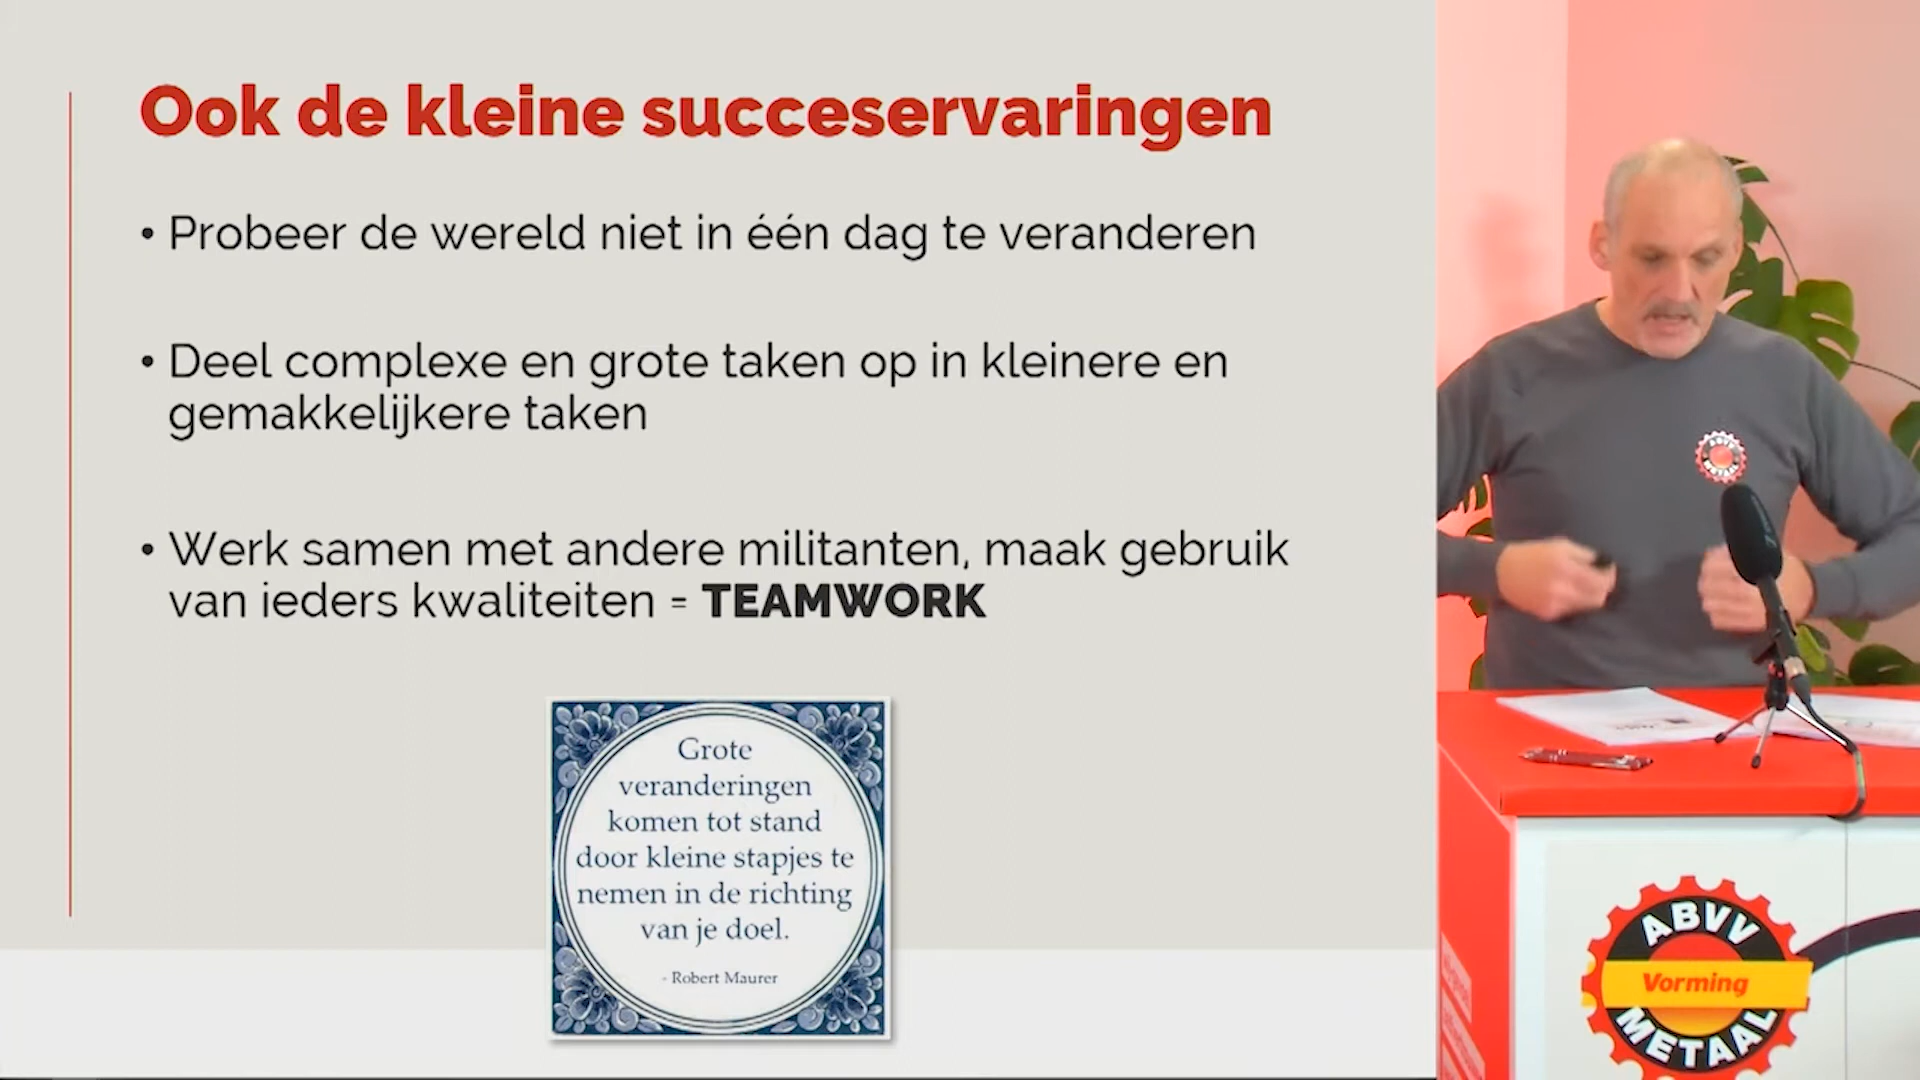 Ook de kleine succeservaringen
• Probeer de wereld niet in één dag te veranderen
• Deel complexe en grote taken op in kleinere en
gemakkelijkere taken
• Werk samen met andere militanten, maak gebruik
van ieders kwaliteiten = TEAMWORK
Grote
veranderingen
komen tot stand
door kleine stapjes te
nemen in de richting
van je doel.
- Robert Maurer
ABVV
METAAL
ABVV
Vorming
METAAL